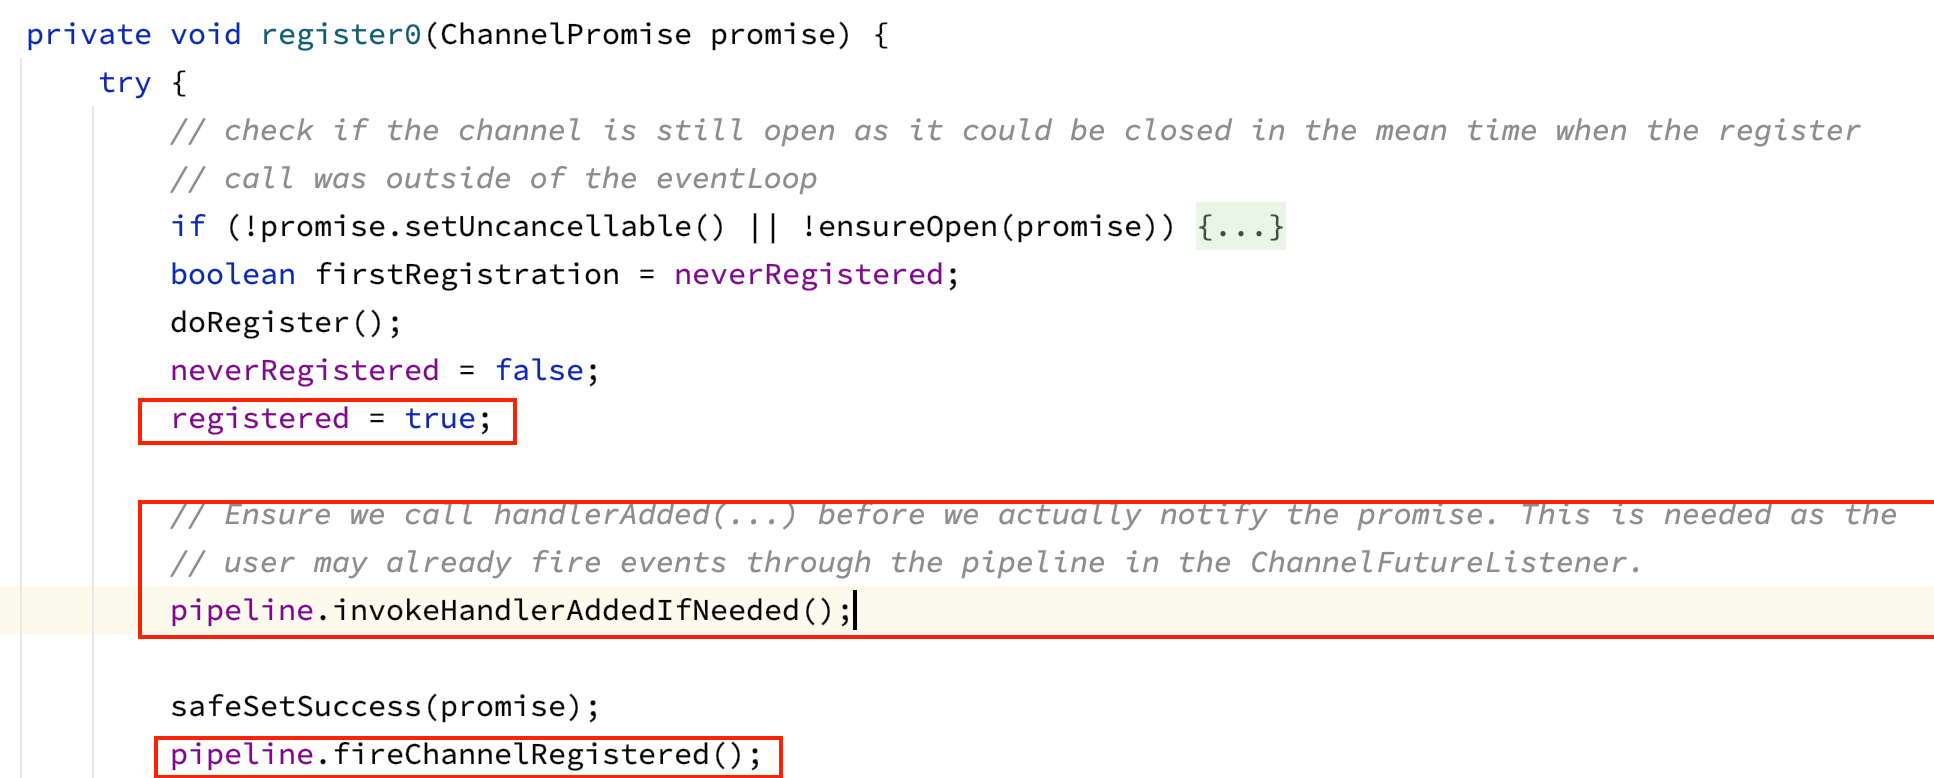 private void register0(ChannelPromise promise) {
try {
// check if the channel is still open as it could be closed in the mean time when the register
// call was outside of the eventLoop
if (!promise.setUncancellable() || !ensureOpen(promise)) {...}
boolean firstRegistration = neverRegistered;
doRegister();
neverRegistered = false;
registered = true;
// Ensure we call handlerAdded(...) before we actually notify the promise. This is needed as the
// user may already fire events through the pipeline in the ChannelFutureListener.
pipeline.invokeHandlerAddedIfNeeded();
safeSetSuccess(promise);
pipeline.fireChannelRegistered();